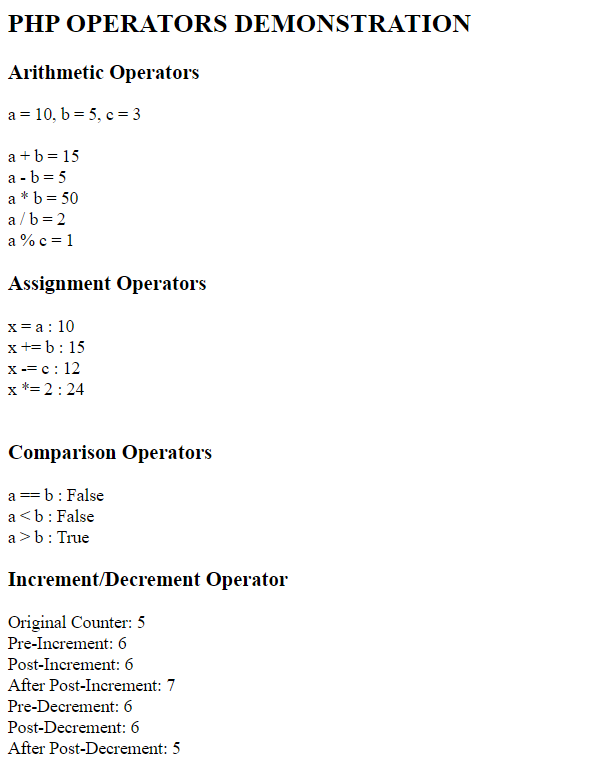 PHP OPERATORS DEMONSTRATION
Arithmetic Operators
a = 10, b = 5, c = 3
a + b = 15
a - b = 5
a * b = 50
a / b = 2
a % c = 1
Assignment Operators
x = a : 10
x += b : 15
x -= c : 12
x *= 2 : 24
Comparison Operators
a == b : False
a < b : False
a > b : True
Increment/Decrement Operator
Original Counter: 5
Pre-Increment: 6
Post-Increment: 6
After Post-Increment: 7
Pre-Decrement: 6
Post-Decrement: 6
After Post-Decrement: 5